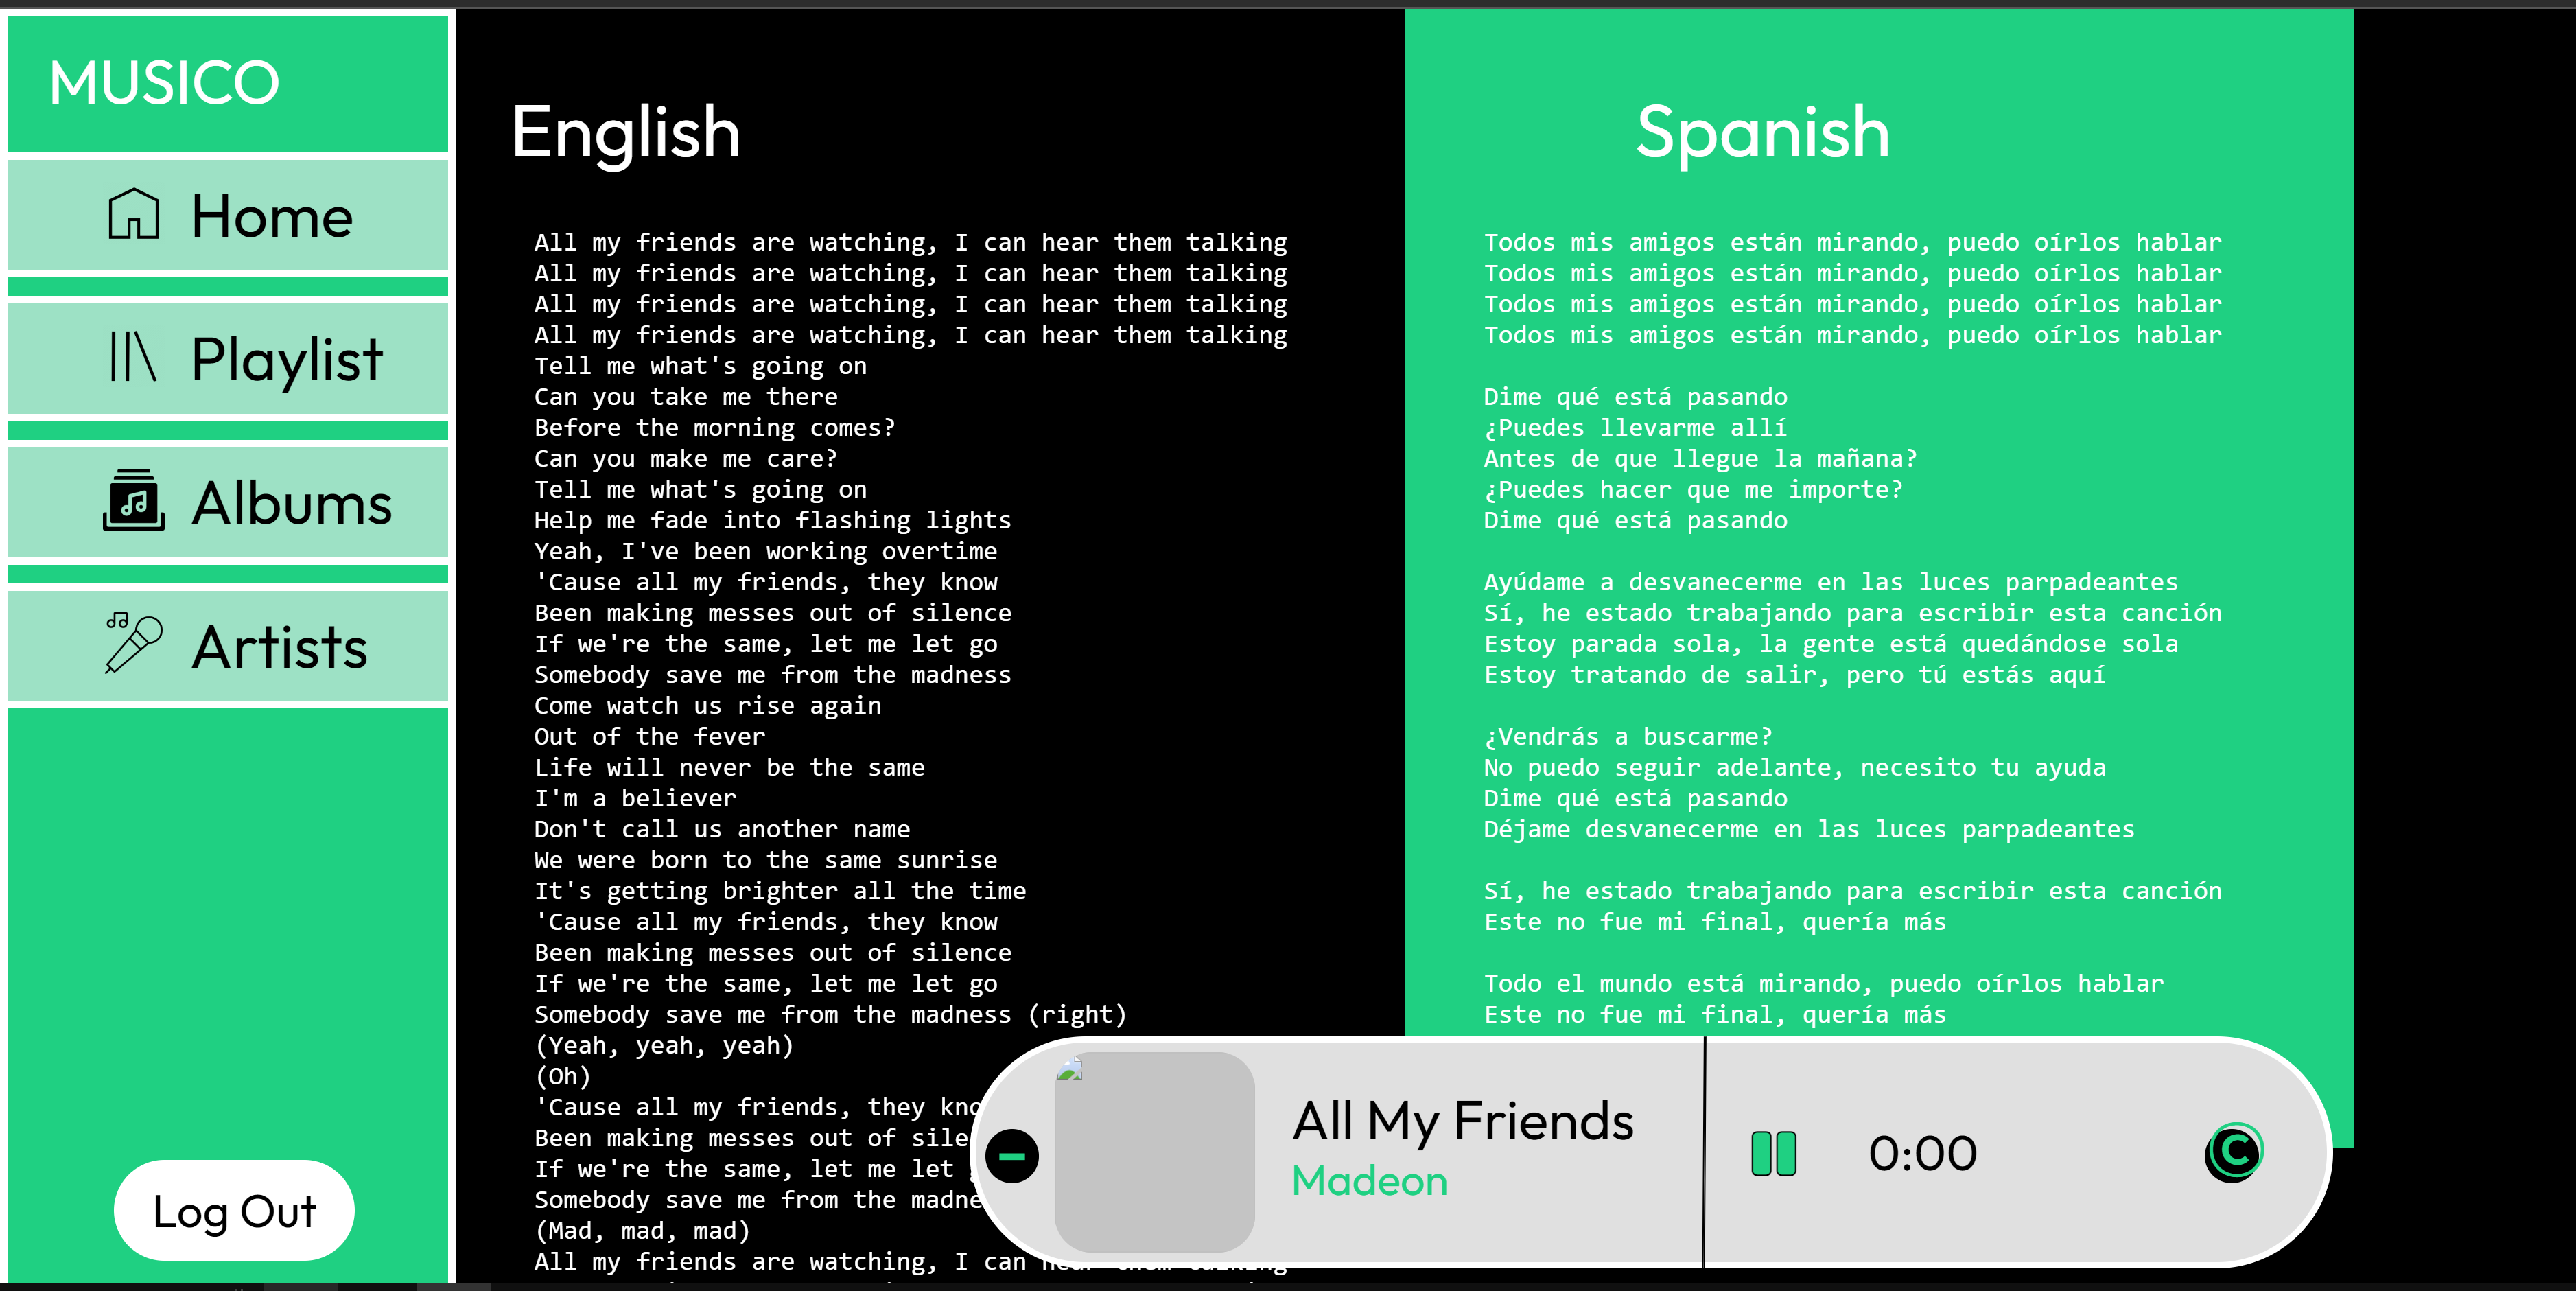 MUSICO
Home
Playlist
Albums
Artists
Log Out
English
All my friends are watching, I can hear them talking
All my friends are watching, I can hear them talking
All my friends are watching, I can hear them talking
All my friends are watching, I can hear them talking
Tell me what's going on
Can you take me there
Before the morning comes?
Can you make me care?
Tell me what's going on
Help me fade into flashing lights
Yeah, I've been working overtime
'Cause all my friends, they know
Been making messes out of silence
If we're the same, let me let go
Somebody save me from the madness
Come watch us rise again
Out of the fever
Life will never be the same
I'm a believer
Don't call us another name
We were born to the same sunrise
It's getting brighter all the time
'Cause all my friends, they know
Been making messes out of silence
If we're the same, let me let go
Somebody save me from the madness (right)
(Yeah, yeah, yeah)
(Oh)
'Cause all my friends, they kno
Been making messes out of sile
If we're the same, let me let
Somebody save me from the madne
(Mad, mad, mad)
All my friends are watching, I can hear them talking
Spanish
Todos mis amigos están mirando, puedo oírlos hablar
Todos mis amigos están mirando, puedo oírlos hablar
Todos mis amigos están mirando, puedo oírlos hablar
Todos mis amigos están mirando, puedo oírlos hablar
Dime qué está pasando
¿Puedes llevarme allí
Antes de que llegue la mañana?
¿Puedes hacer que me importe?
Dime qué está pasando
Ayúdame a desvanecerme en las luces parpadeantes
Sí, he estado trabajando para escribir esta canción
Estoy parada sola, la gente está quedándose sola
Estoy tratando de salir, pero tú estás aquí
¿Vendrás a buscarme?
No puedo seguir adelante, necesito tu ayuda
Dime qué está pasando
Déjame desvanecerme en las luces parpadeantes
Sí, he estado trabajando para escribir esta canción
Este no fue mi final, quería más
Todo el mundo está mirando, puedo oírlos hablar
Este no fue mi final, quería más
All My Friends
Madeon
0:00
C